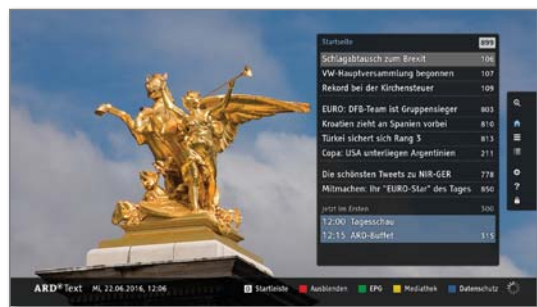 Startseite 899
Schlagabtausch zum Brexit 106
VW-Hauptversammlung begonnen 107
Rekord bei der Kirchensteuer 109
EURO: DFB-Team ist Gruppensieger 803
Kroatien zieht an Spanien vorbei 810
Türkei sichert sich Rang 3 813
Copa: USA unterliegen Argentinien 211
Die schönsten Tweets zu NIR-GER 778
Mitmachen: Ihr "EURO-Star" des Tages 850
Jetzt im Ersten 300
12:00 Tagesschau
12:15 ARD-Buffet 315
ARD Text Mi, 22.06.2016, 12:06 0 Startleiste Ausblenden EPG Mediathek Datenschutz